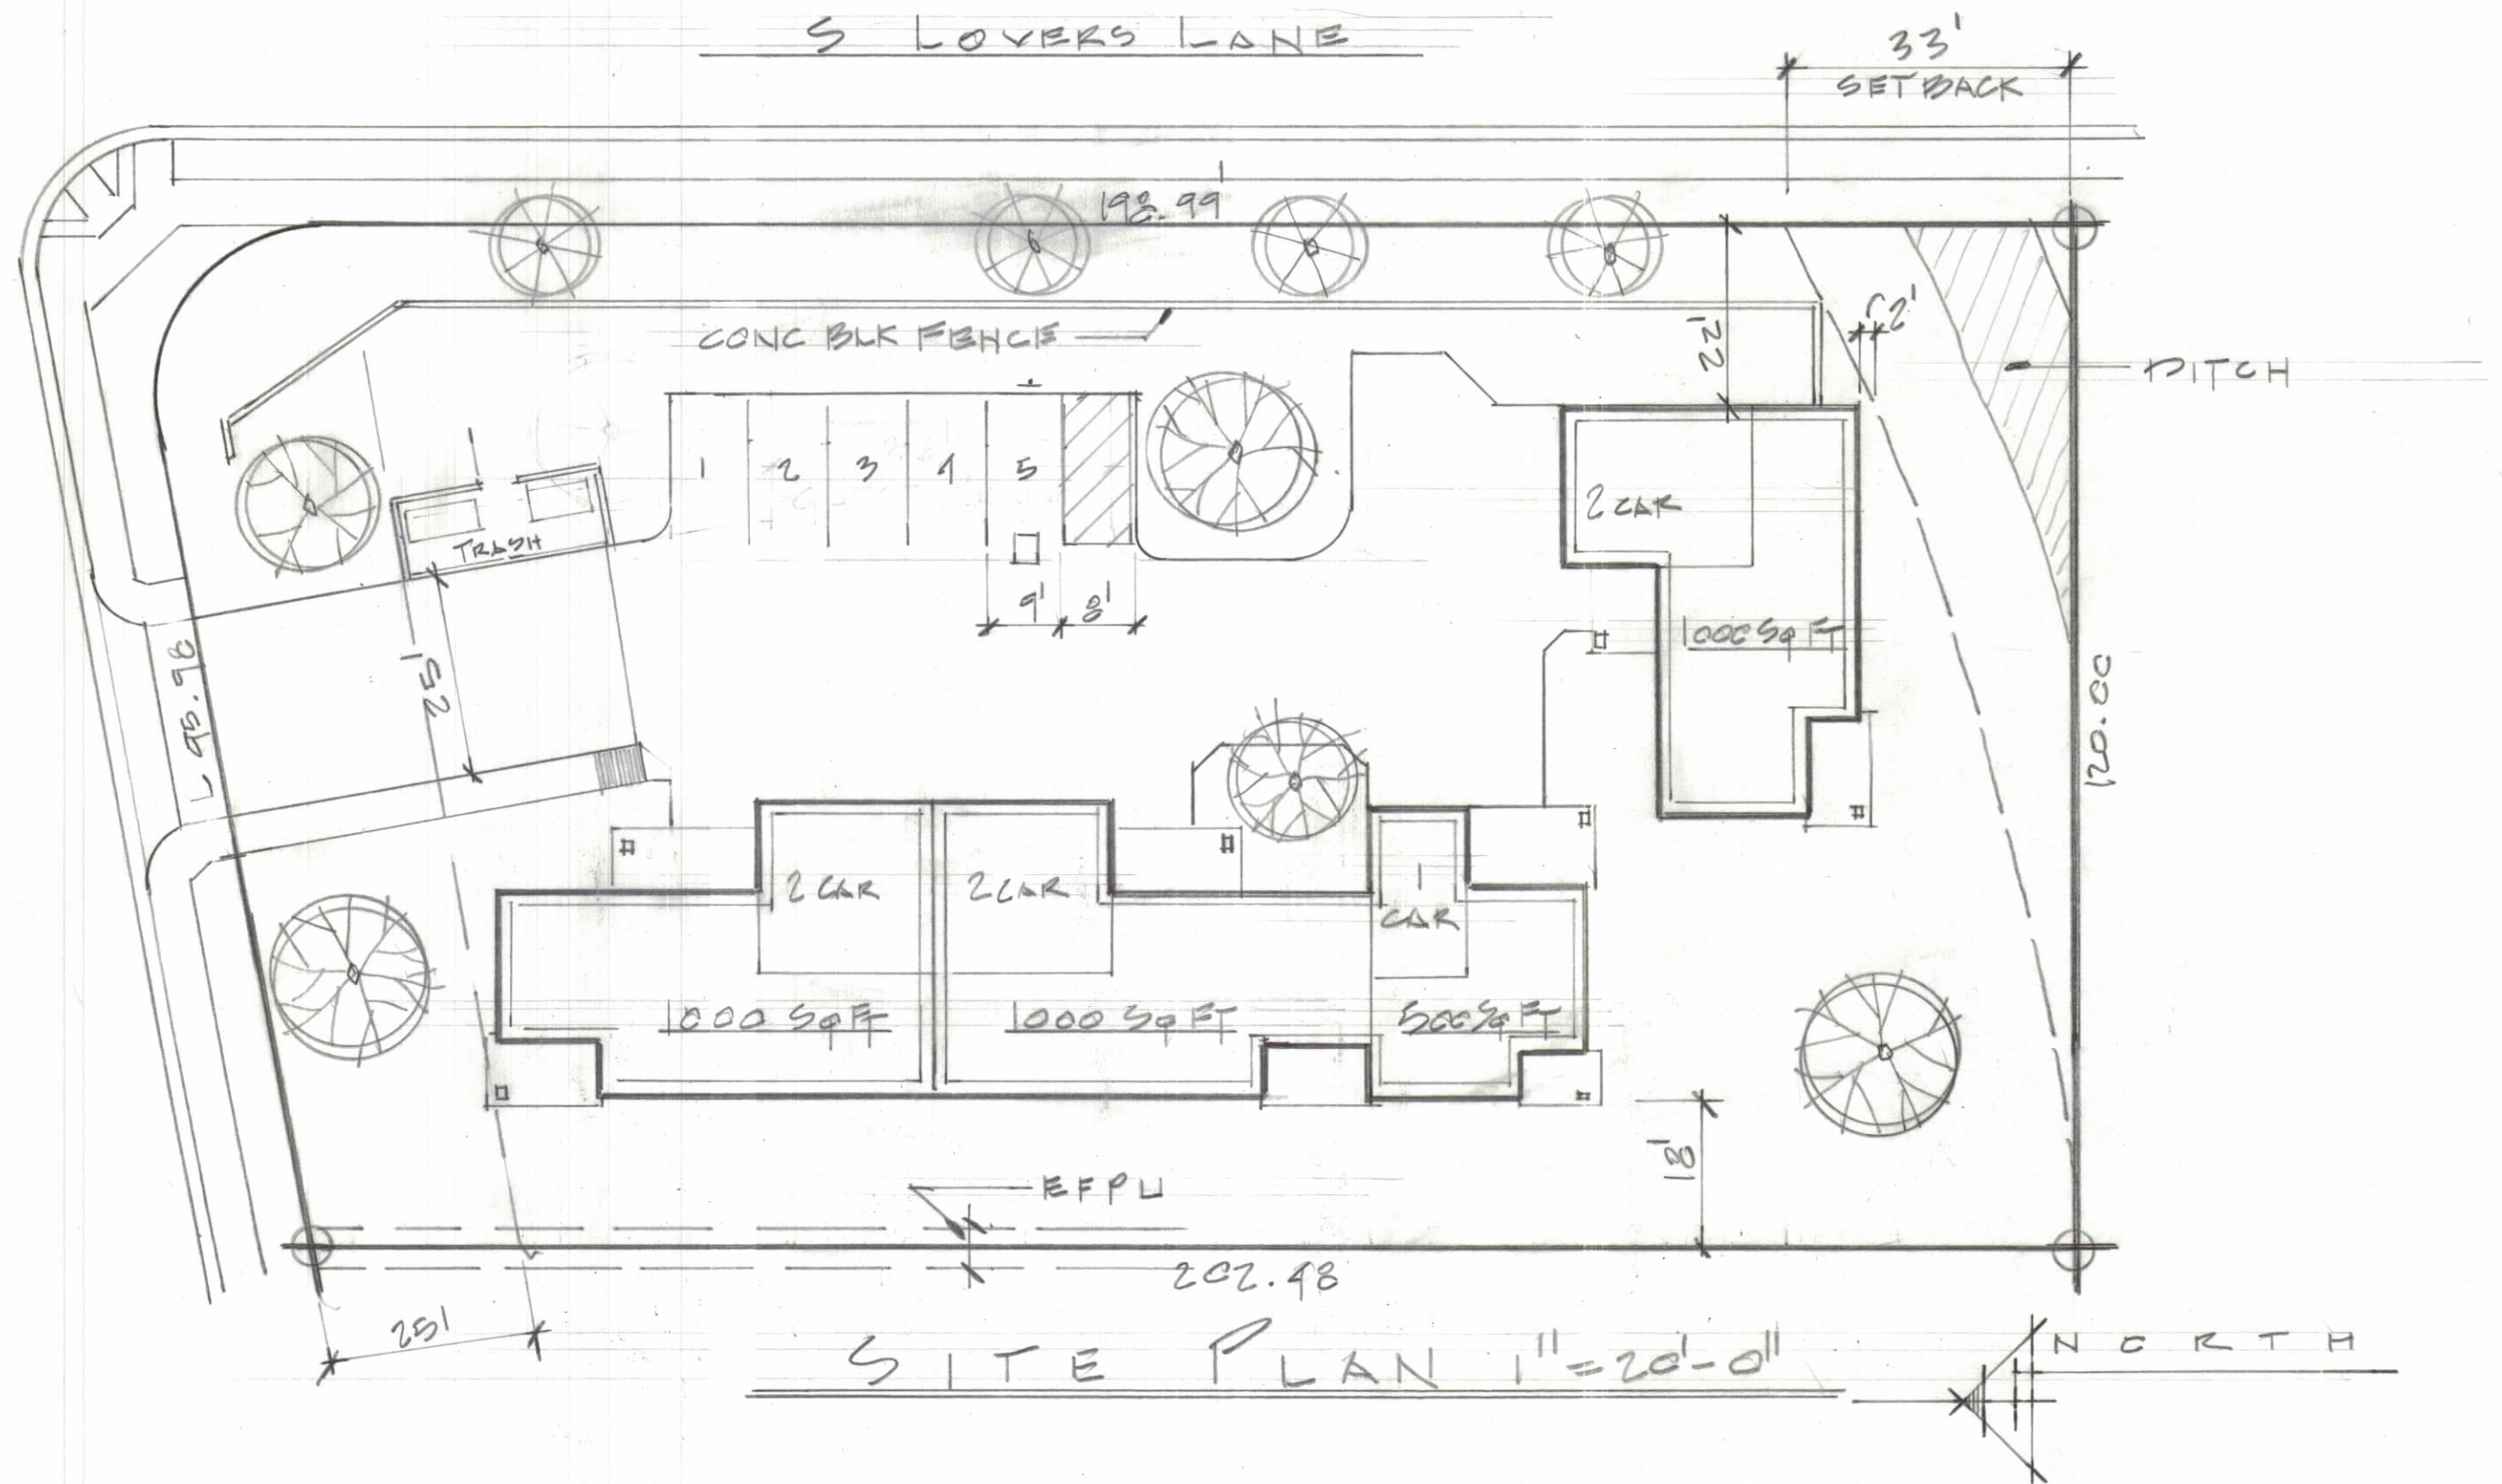 S LOVERS LANE
33'
SETBACK
198.99
CONC BLK FENCE
22'
2'
DITCH
1
2
3
4
5
2 CAR
TRASH
9'
8'
1000 SQ FT
25'
L 95.98
120.00
2 CAR
2 CAR
1
CAR
1000 SQ FT
1000 SQ FT
500 SQ FT
18'
EFPU
202.48
25'
SITE PLAN 1"=20'-0"
NORTH